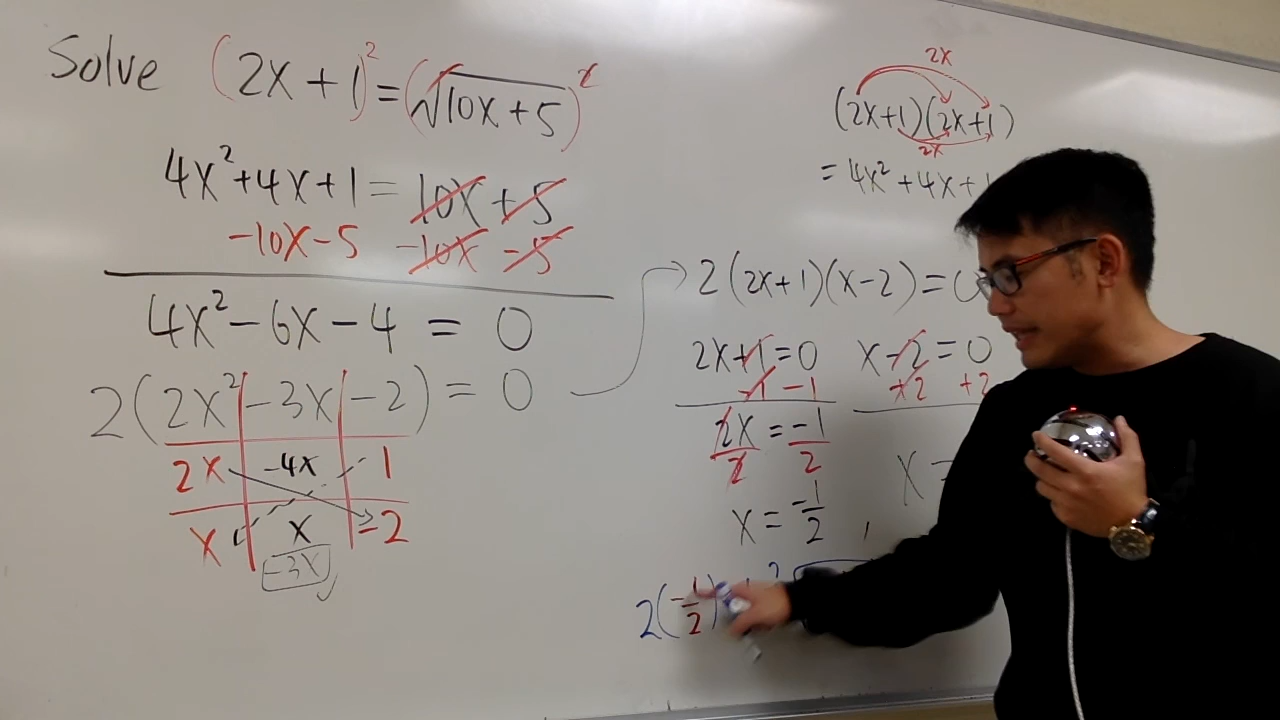 Solve (2x+1)² = (√10x+5)²
4x²+4x+1 = 10x+5
-10x-5 -10x -5
4x²-6x-4 = 0
2(2x²-3x-2) = 0
2x -4x 1
x x -2
-3x ✓
2x
(2x+1)(2x+1)
2x
= 4x²+4x+
2(2x+1)(x-2)=0
2x+1=0 x-2=0
-1 -1 +2 +2
2x = -1
2 2
x = -1/2 , x =
2(-1/2)